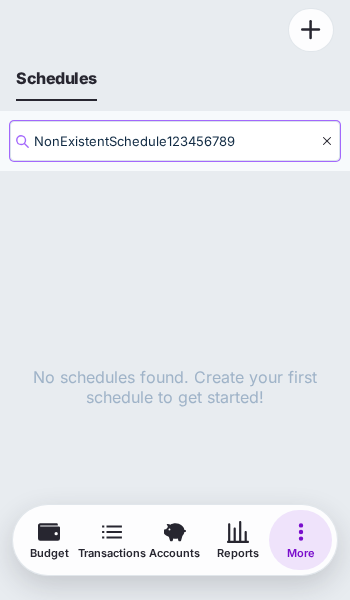 Schedules
NonExistentSchedule123456789
No schedules found. Create your first
schedule to get started!
Budget Transactions Accounts Reports More